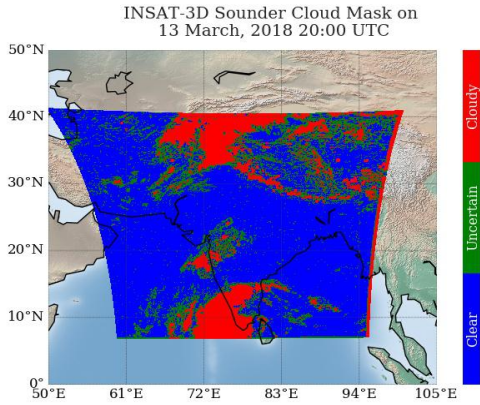 INSAT-3D Sounder Cloud Mask on
13 March, 2018 20:00 UTC
50°N
40°N
30°N
20°N
10°N
0°
50°E
61°E
72°E
83°E
94°E
105°E
Cloudy
Uncertain
Clear